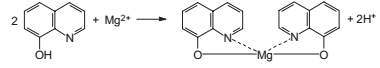 2 N OH + Mg²⁺ N N O Mg O + 2H⁺